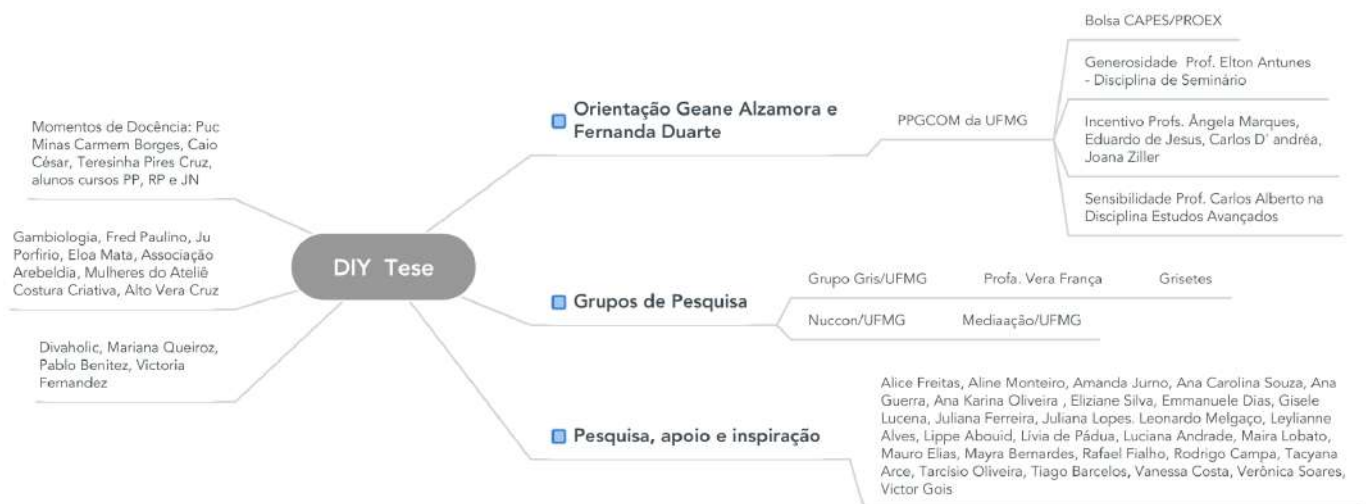 Bolsa CAPES/PROEX
Generosidade Prof. Elton Antunes
- Disciplina de Seminário
Orientação Geane Alzamora e
Fernanda Duarte
PPGCOM da UFMG
Incentivo Profs. Ângela Marques,
Eduardo de Jesus, Carlos D' andréa,
Joana Ziller
Sensibilidade Prof. Carlos Alberto na
Disciplina Estudos Avançados
Momentos de Docência: Puc
Minas Carmem Borges, Caio
César, Teresinha Pires Cruz,
alunos cursos PP, RP e JN
Gambiologia, Fred Paulino, Ju
Porfirio, Eloa Mata, Associação
Arebeldia, Mulheres do Ateliê
Costura Criativa, Alto Vera Cruz
DIY Tese
Grupos de Pesquisa
Grupo Gris/UFMG
Profa. Vera França
Grisetes
Nuccon/UFMG
Mediaação/UFMG
Divaholic, Mariana Queiroz,
Pablo Benitez, Victoria
Fernandez
Pesquisa, apoio e inspiração
Alice Freitas, Aline Monteiro, Amanda Jurno, Ana Carolina Souza, Ana
Guerra, Ana Karina Oliveira , Eliziane Silva, Emmanuele Dias, Gisele
Lucena, Juliana Ferreira, Juliana Lopes. Leonardo Melgaço, Leylianne
Alves, Lippe Abouid, Lívia de Pádua, Luciana Andrade, Maira Lobato,
Mauro Elias, Mayra Bernardes, Rafael Fialho, Rodrigo Campa, Tacyana
Arce, Tarcísio Oliveira, Tiago Barcelos, Vanessa Costa, Verônica Soares,
Victor Gois